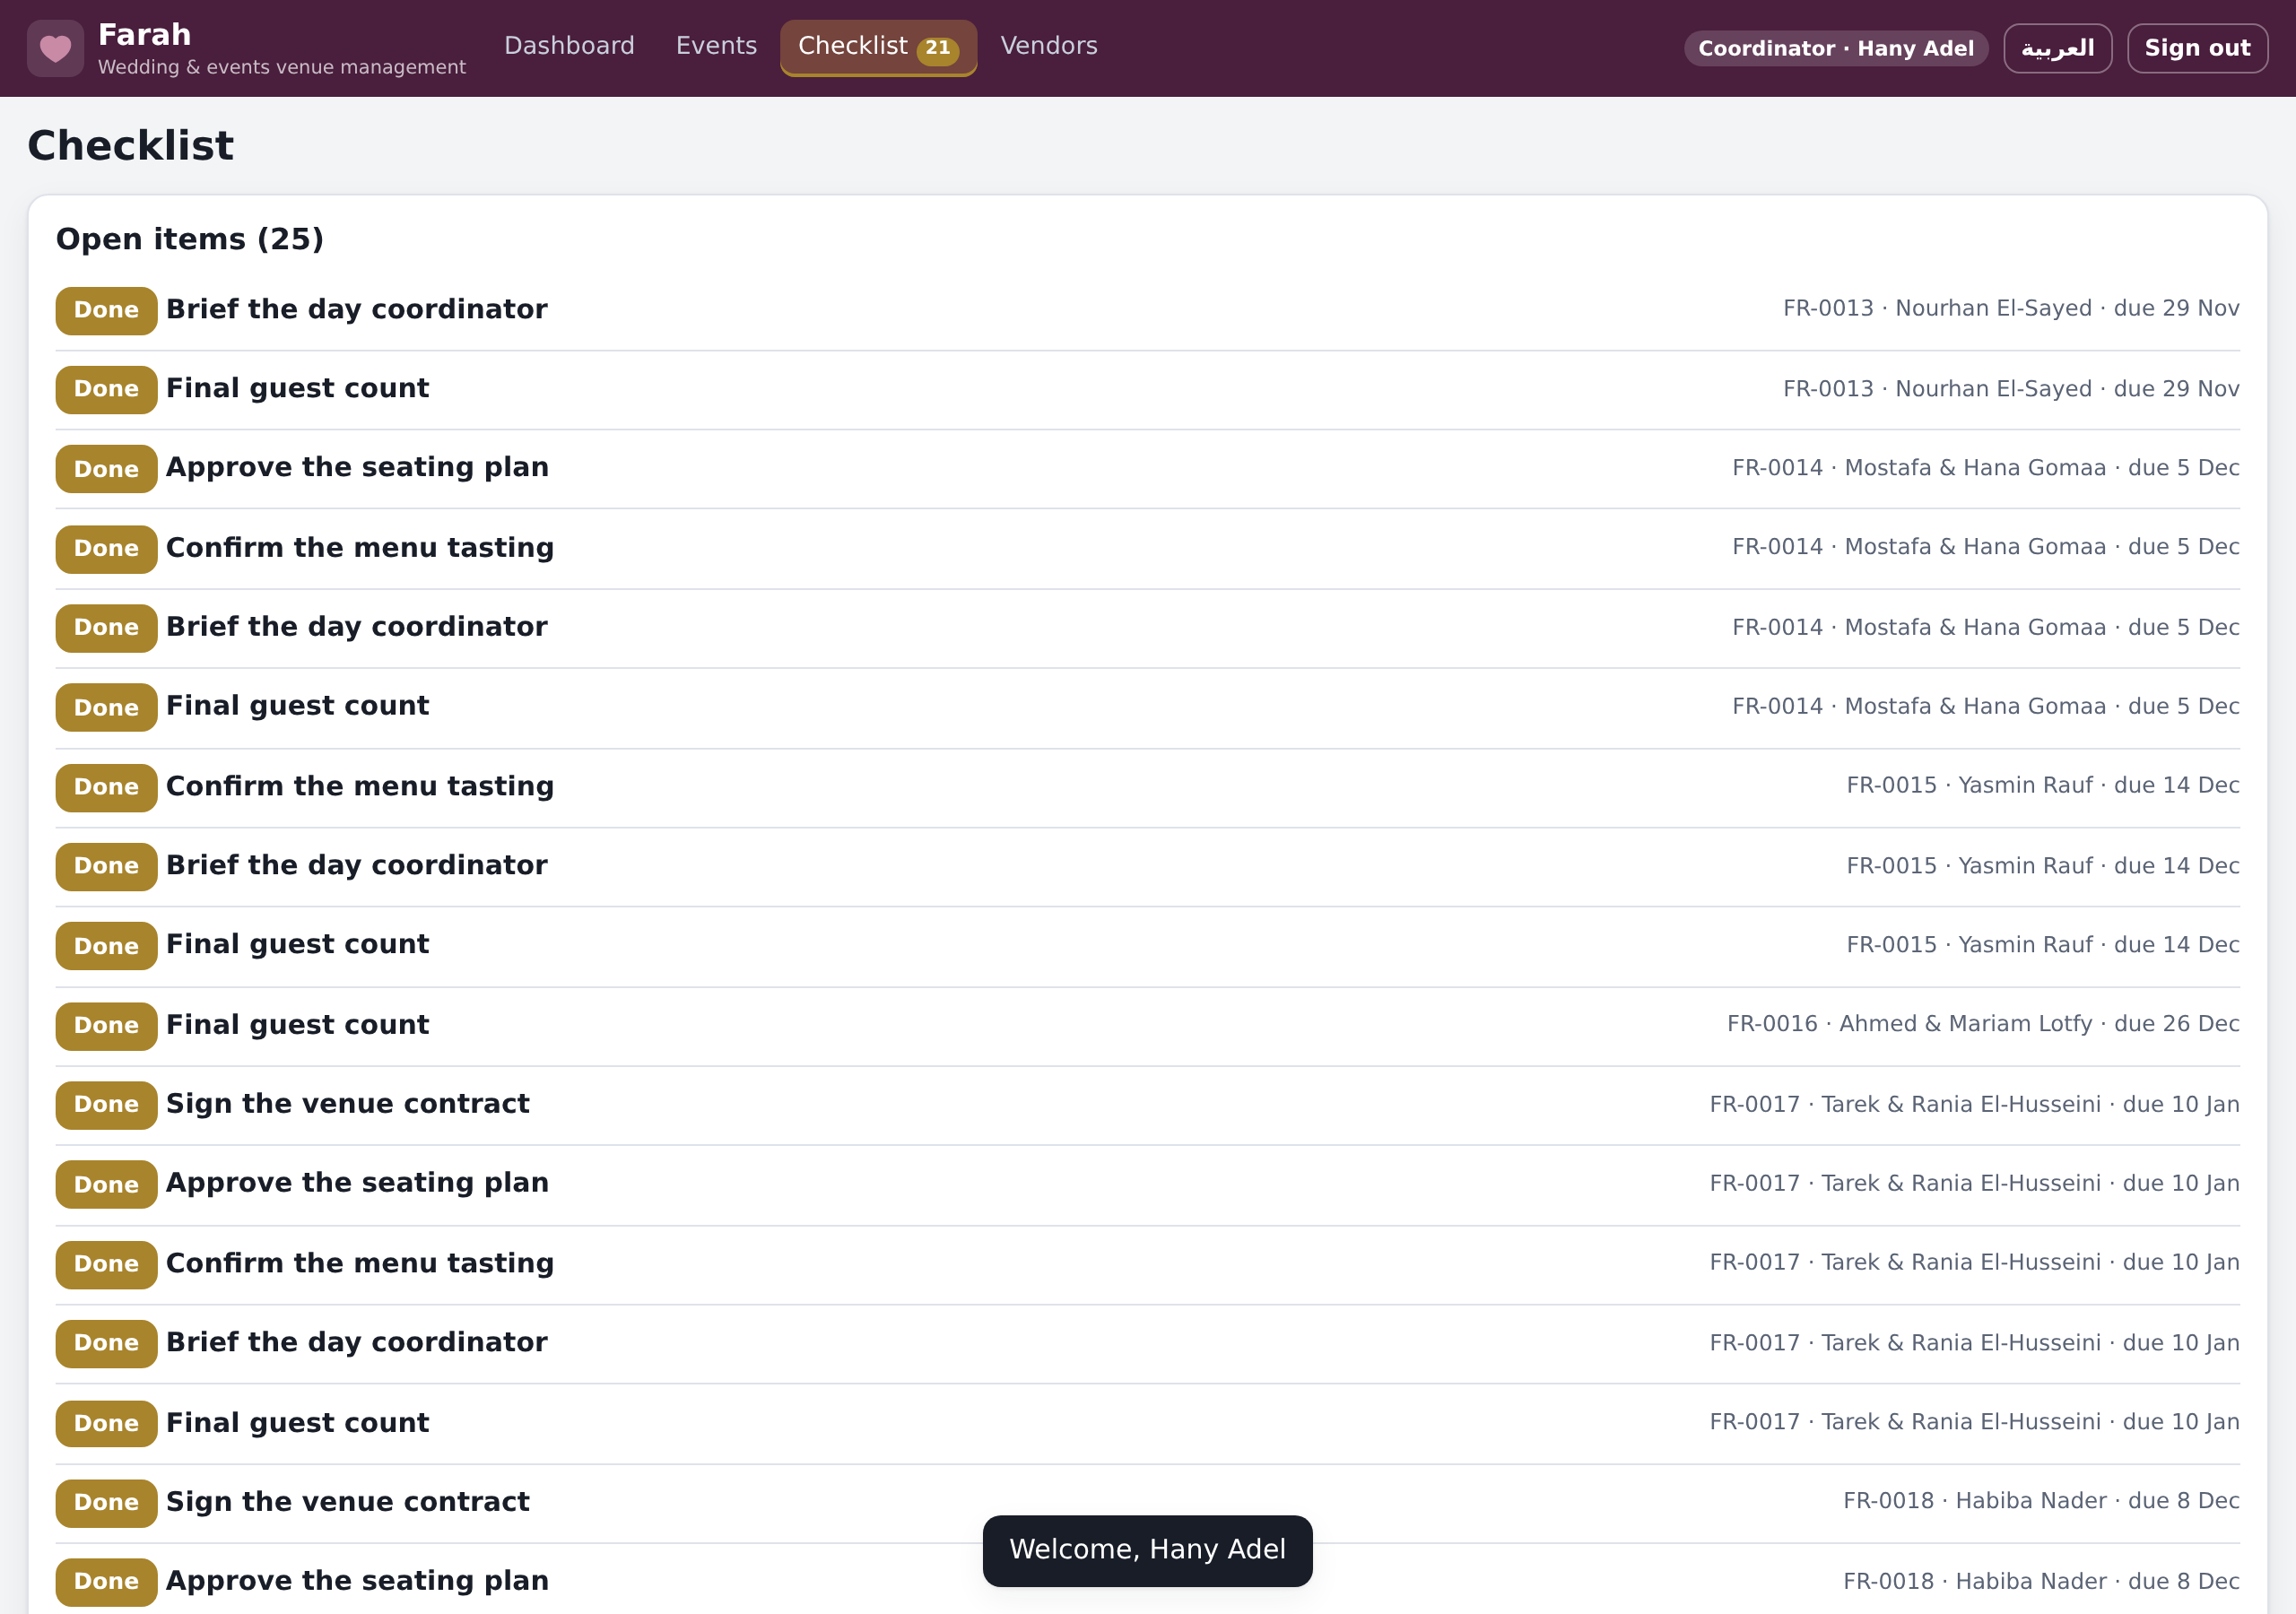 Farah
Wedding & events venue management
Dashboard Events Checklist 21 Vendors
Coordinator · Hany Adel العربية Sign out
Checklist
Open items (25)
Done Brief the day coordinator FR-0013 · Nourhan El-Sayed · due 29 Nov
Done Final guest count FR-0013 · Nourhan El-Sayed · due 29 Nov
Done Approve the seating plan FR-0014 · Mostafa & Hana Gomaa · due 5 Dec
Done Confirm the menu tasting FR-0014 · Mostafa & Hana Gomaa · due 5 Dec
Done Brief the day coordinator FR-0014 · Mostafa & Hana Gomaa · due 5 Dec
Done Final guest count FR-0014 · Mostafa & Hana Gomaa · due 5 Dec
Done Confirm the menu tasting FR-0015 · Yasmin Rauf · due 14 Dec
Done Brief the day coordinator FR-0015 · Yasmin Rauf · due 14 Dec
Done Final guest count FR-0015 · Yasmin Rauf · due 14 Dec
Done Final guest count FR-0016 · Ahmed & Mariam Lotfy · due 26 Dec
Done Sign the venue contract FR-0017 · Tarek & Rania El-Husseini · due 10 Jan
Done Approve the seating plan FR-0017 · Tarek & Rania El-Husseini · due 10 Jan
Done Confirm the menu tasting FR-0017 · Tarek & Rania El-Husseini · due 10 Jan
Done Brief the day coordinator FR-0017 · Tarek & Rania El-Husseini · due 10 Jan
Done Final guest count FR-0017 · Tarek & Rania El-Husseini · due 10 Jan
Done Sign the venue contract FR-0018 · Habiba Nader · due 8 Dec
Welcome, Hany Adel
Done Approve the seating plan FR-0018 · Habiba Nader · due 8 Dec